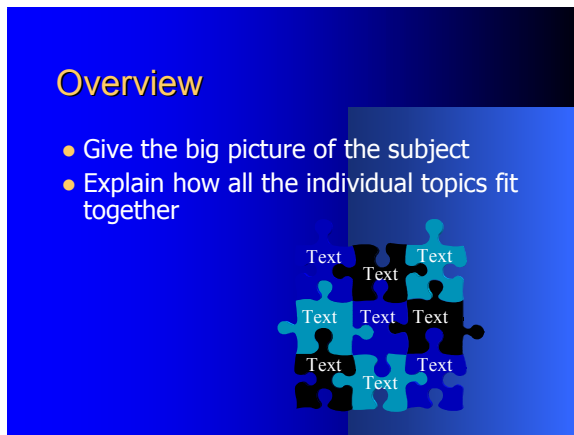 Overview
Give the big picture of the subject
Explain how all the individual topics fit
together
Text
Text
Text
Text
Text
Text
Text
Text
Text